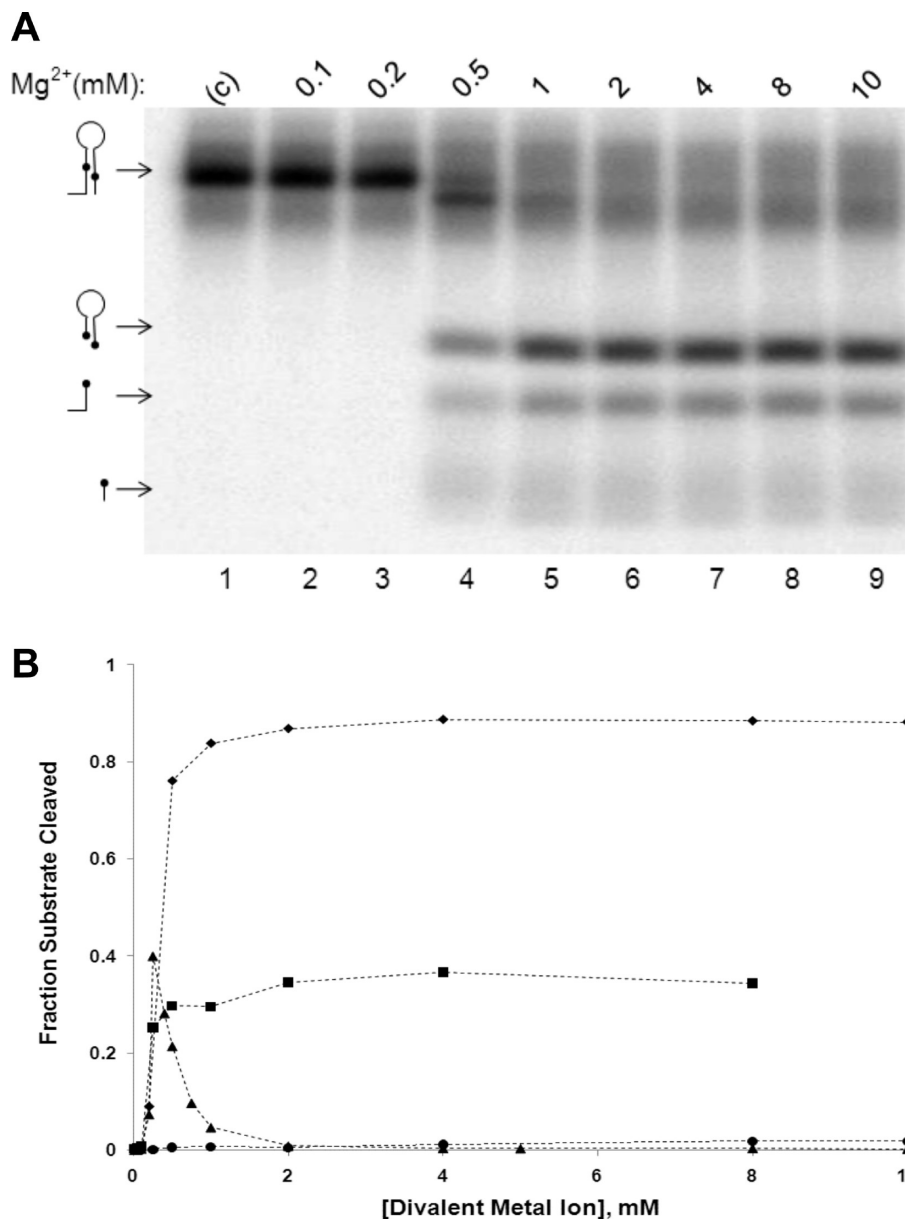 A
Mg²⁺(mM): (c) 0.1 0.2 0.5 1 2 4 8 10
1 2 3 4 5 6 7 8 9
B
1
0.8
0.6
0.4
0.2
0
0 2 4 6 8 1
Fraction Substrate Cleaved
[Divalent Metal Ion], mM